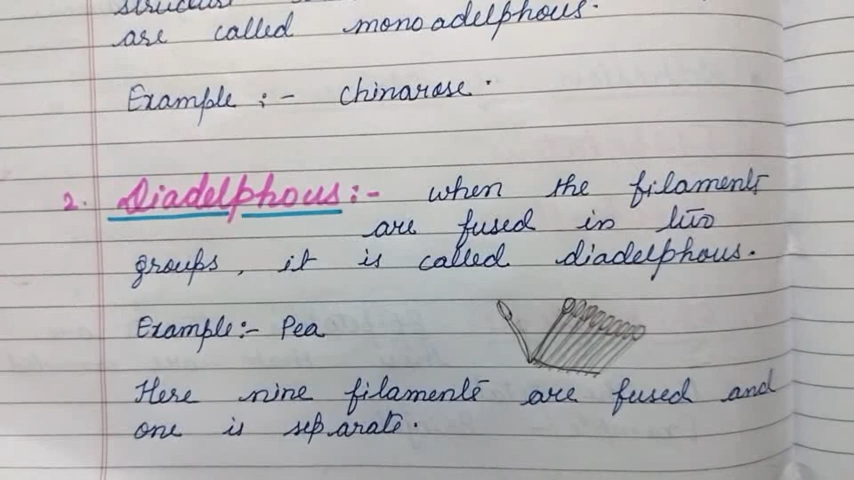 structure
are called monoadelphous.
Example :- Chinarose.
2. Diadelphous:- when the filaments
are fused in two
groups, it is called diadelphous.
Example:- Pea
Here nine filaments are fused and
one is separate.